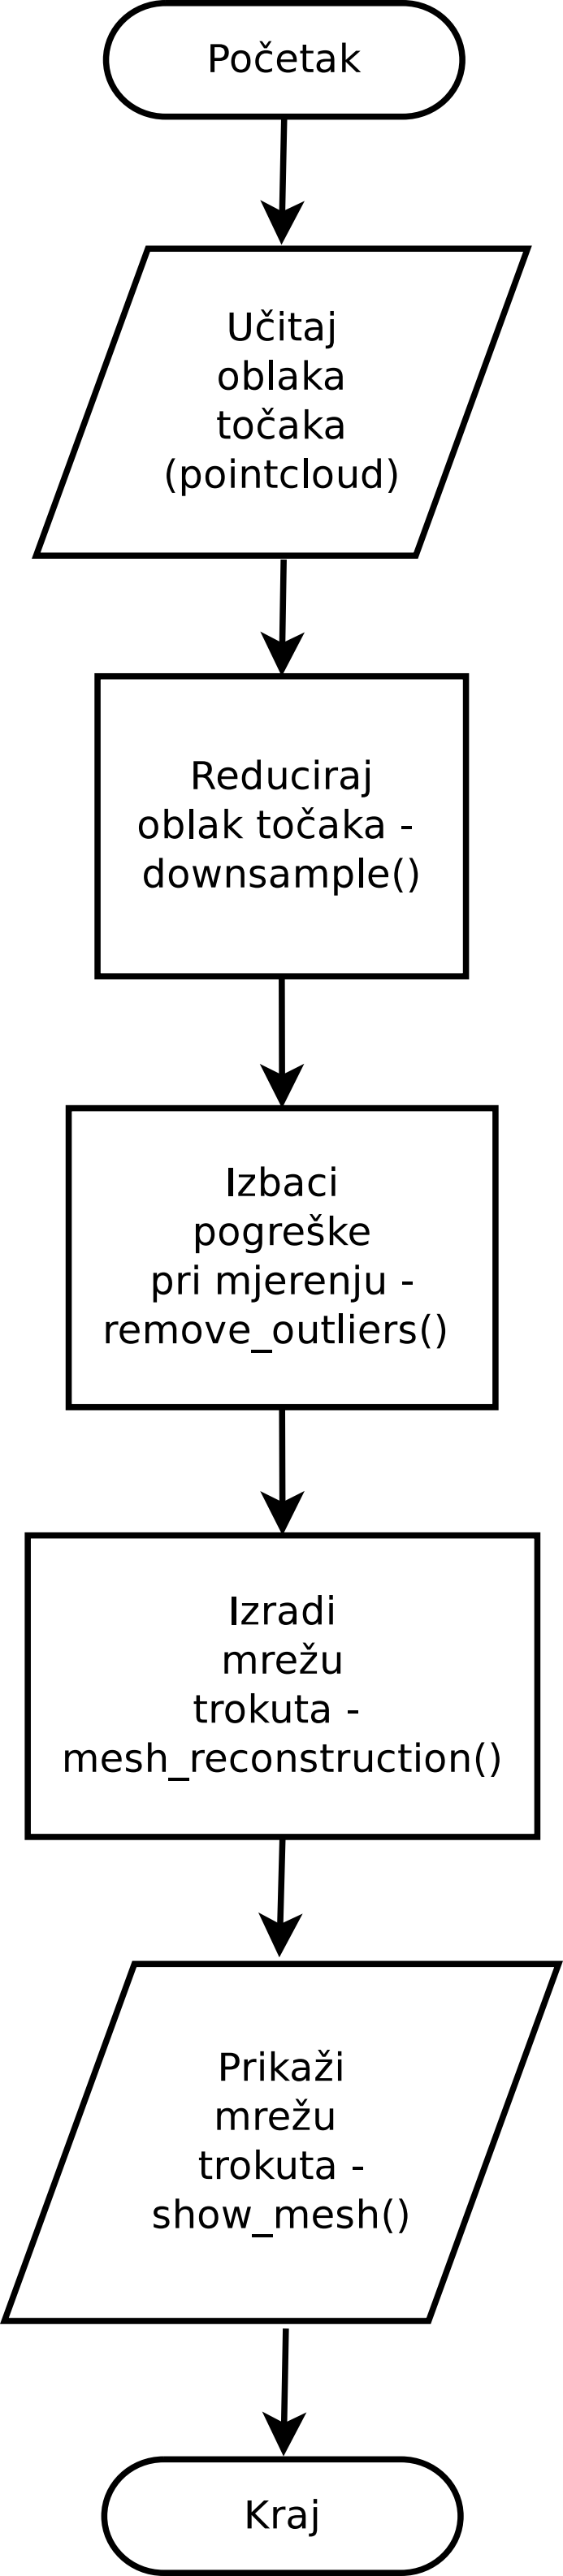 Početak
Učitaj
oblaka
točaka
(pointcloud)
Reduciraj
oblak točaka -
downsample()
Izbaci
pogreške
pri mjerenju -
remove_outliers()
Izradi
mrežu
trokuta -
mesh_reconstruction()
Prikaži
mrežu
trokuta -
show_mesh()
Kraj